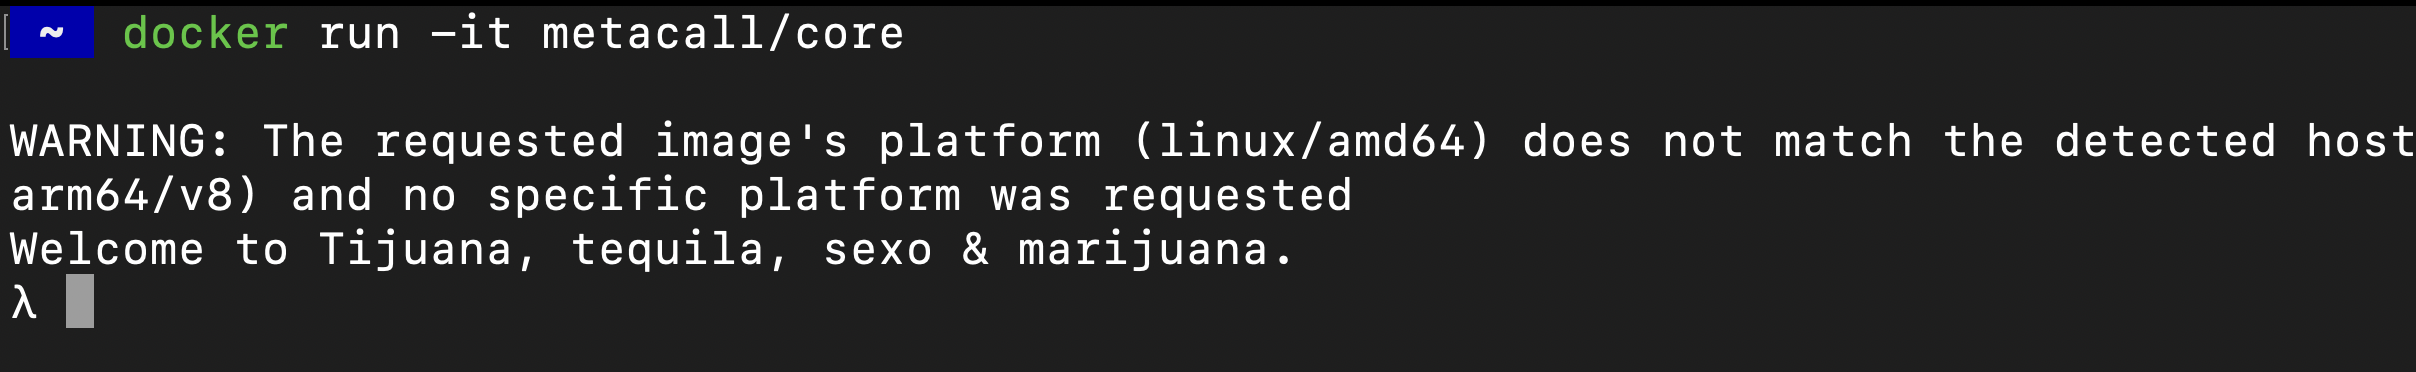 ~ docker run -it metacall/core
WARNING: The requested image's platform (linux/amd64) does not match the detected host
arm64/v8) and no specific platform was requested
Welcome to Tijuana, tequila, sexo & marijuana.
λ